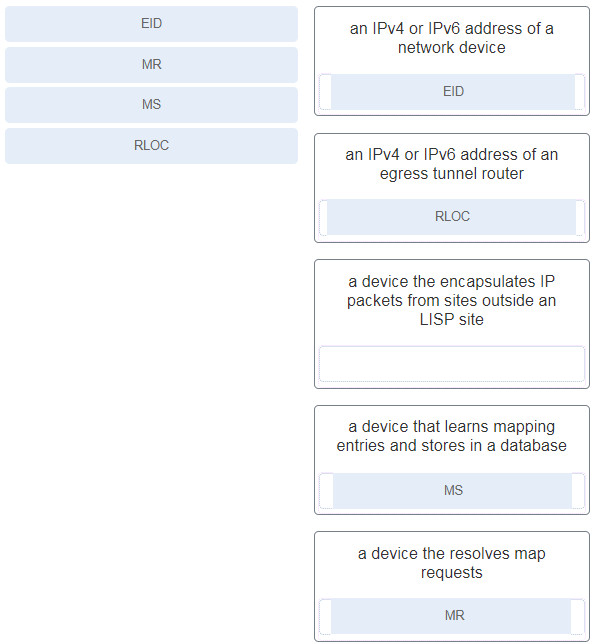 EID
MR
MS
RLOC
an IPv4 or IPv6 address of a
network device
EID
an IPv4 or IPv6 address of an
egress tunnel router
RLOC
a device the encapsulates IP
packets from sites outside an
LISP site
a device that learns mapping
entries and stores in a database
MS
a device the resolves map
requests
MR